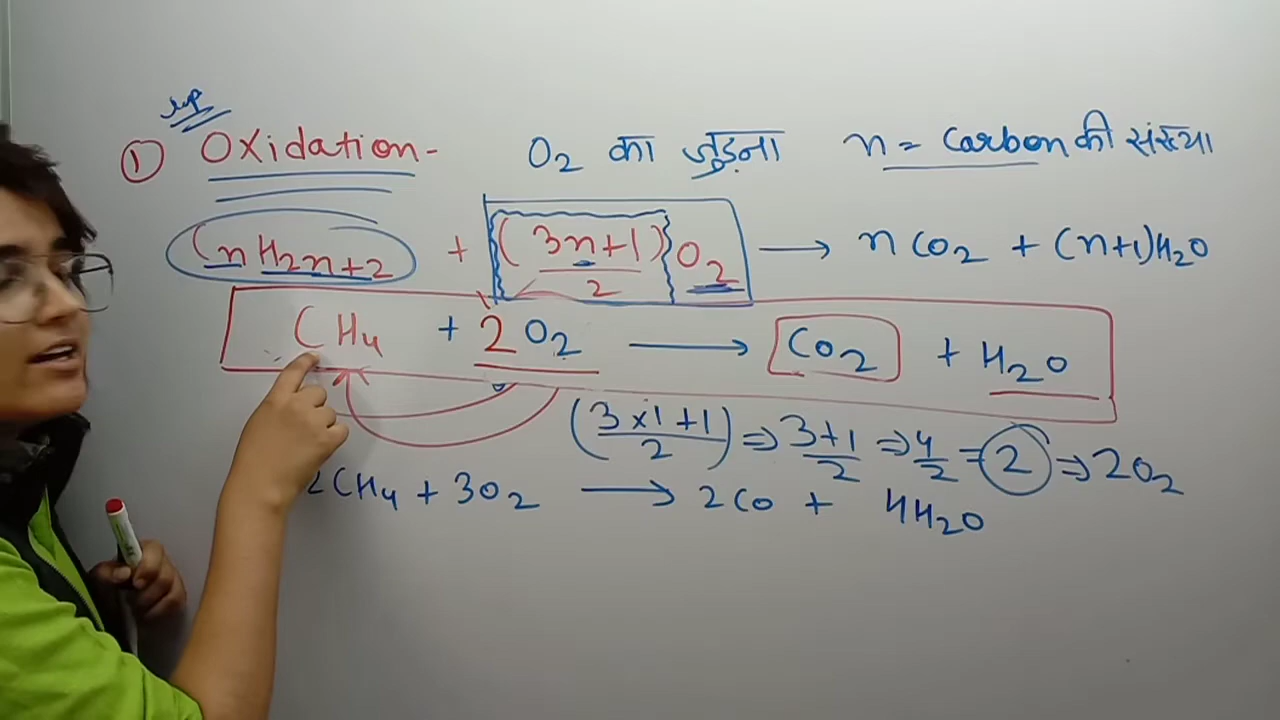 Imp
① Oxidation- O2 का जुड़ना n = Carbon की संख्या
CnH2n+2 + (3n+1)/2 O2 → nCO2 + (n+1)H2O
CH4 + 2O2 → CO2 + H2O
(3×1+1)/2 ⇒ 3+1/2 ⇒ 4/2 = 2 ⇒ 2O2
2CH4 + 3O2 → 2CO + 4H2O